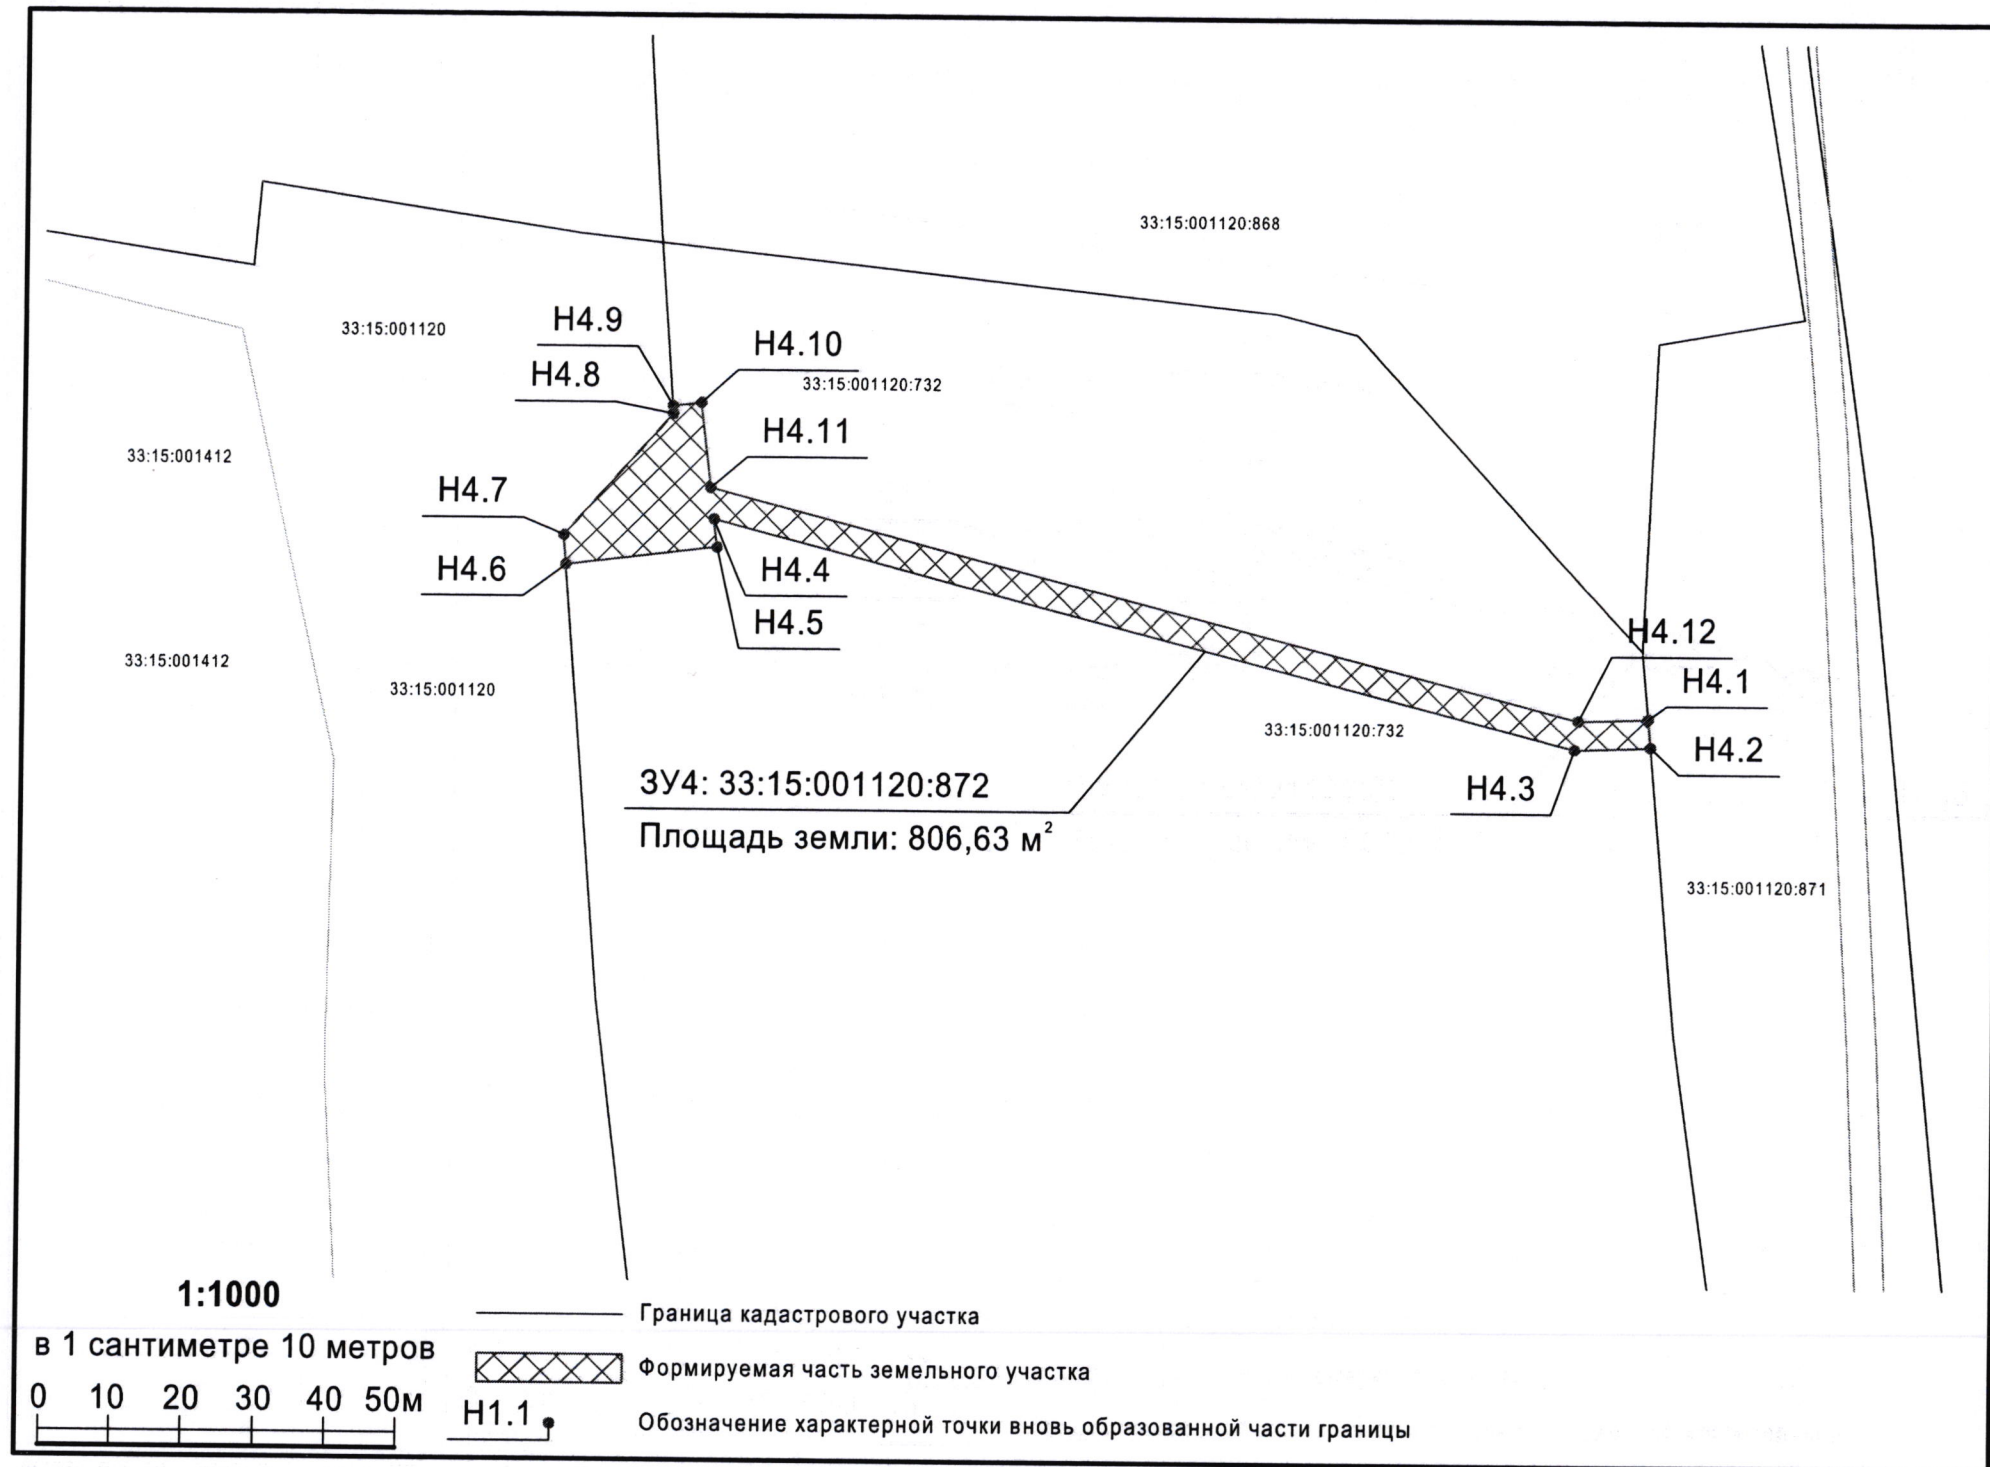 33:15:001120:868
33:15:001120
Н4.9
Н4.10
Н4.8
33:15:001120:732
Н4.11
33:15:001412
Н4.7
Н4.6
Н4.4
Н4.5
Н4.12
33:15:001412
33:15:001120
Н4.1
33:15:001120:732
Н4.2
Н4.3
ЗУ4: 33:15:001120:872
Площадь земли: 806,63 м²
33:15:001120:871
1:1000
в 1 сантиметре 10 метров
0 10 20 30 40 50м
Граница кадастрового участка
Формируемая часть земельного участка
Н1.1
Обозначение характерной точки вновь образованной части границы